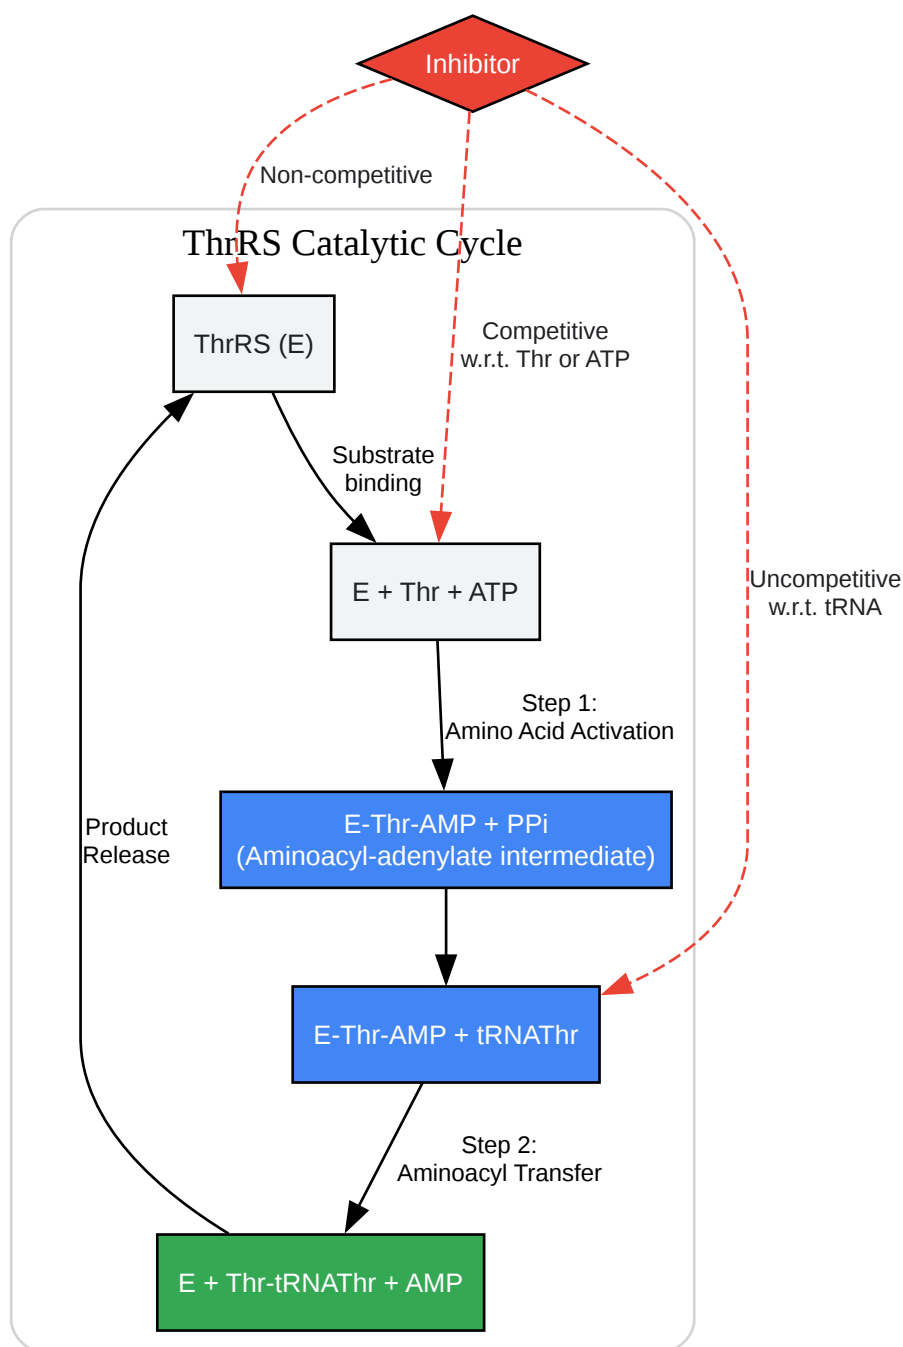 Inhibitor
Non-competitive
ThrRS Catalytic Cycle
Competitive
w.r.t. Thr or ATP
ThrRS (E)
Substrate
binding
Uncompetitive
w.r.t. tRNA
E + Thr + ATP
Step 1:
Amino Acid Activation
Product
Release
E-Thr-AMP + PPi
(Aminoacyl-adenylate intermediate)
E-Thr-AMP + tRNAThr
Step 2:
Aminoacyl Transfer
E + Thr-tRNAThr + AMP